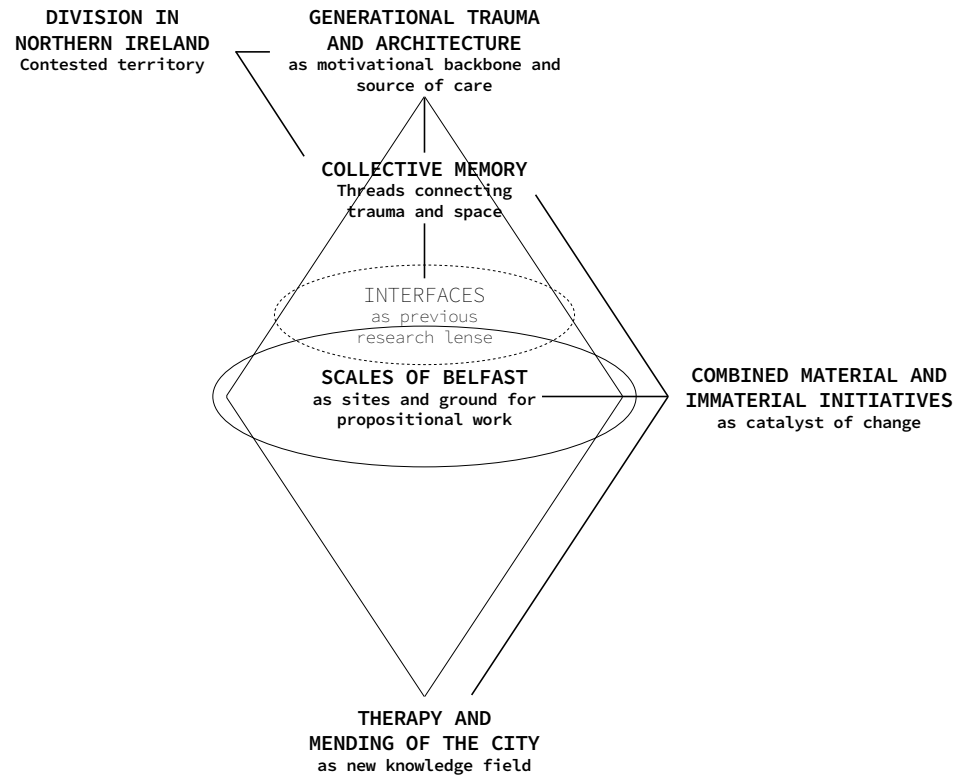 DIVISION IN
NORTHERN IRELAND
Contested territory
GENERATIONAL TRAUMA
AND ARCHITECTURE
as motivational backbone and
source of care
COLLECTIVE MEMORY
Threads connecting
trauma and space
INTERFACES
as previous
research lense
SCALES OF BELFAST
as sites and ground for
propositional work
COMBINED MATERIAL AND
IMMATERIAL INITIATIVES
as catalyst of change
THERAPY AND
MENDING OF THE CITY
as new knowledge field